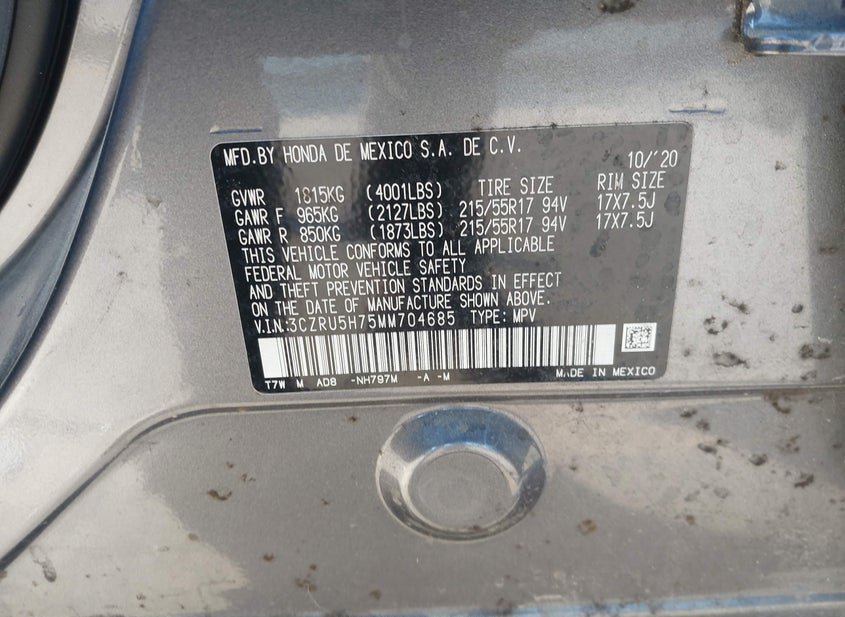 MFD.BY HONDA DE MEXICO S.A. DE C.V. 10/'20
GVWR 1815KG (4001LBS) TIRE SIZE RIM SIZE
GAWR F 965KG (2127LBS) 215/55R17 94V 17X7.5J
GAWR R 850KG (1873LBS) 215/55R17 94V 17X7.5J
THIS VEHICLE CONFORMS TO ALL APPLICABLE
FEDERAL MOTOR VEHICLE SAFETY
AND THEFT PREVENTION STANDARDS IN EFFECT
ON THE DATE OF MANUFACTURE SHOWN ABOVE.
V.I.N:3CZRU5H75MM704685 TYPE: MPV
T7W M AD8 -NH797M -A -M MADE IN MEXICO